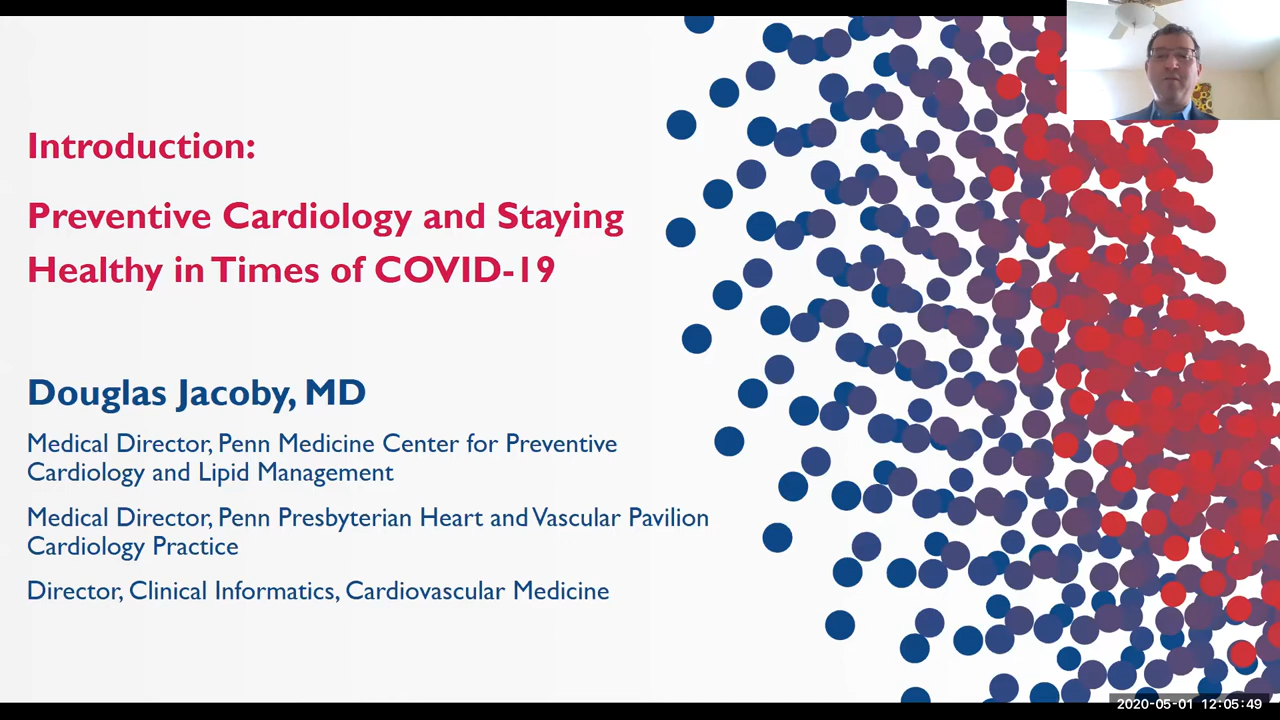 Introduction:
Preventive Cardiology and Staying
Healthy in Times of COVID-19
Douglas Jacoby, MD
Medical Director, Penn Medicine Center for Preventive
Cardiology and Lipid Management
Medical Director, Penn Presbyterian Heart and Vascular Pavilion
Cardiology Practice
Director, Clinical Informatics, Cardiovascular Medicine
2020-05-01 12:05:49